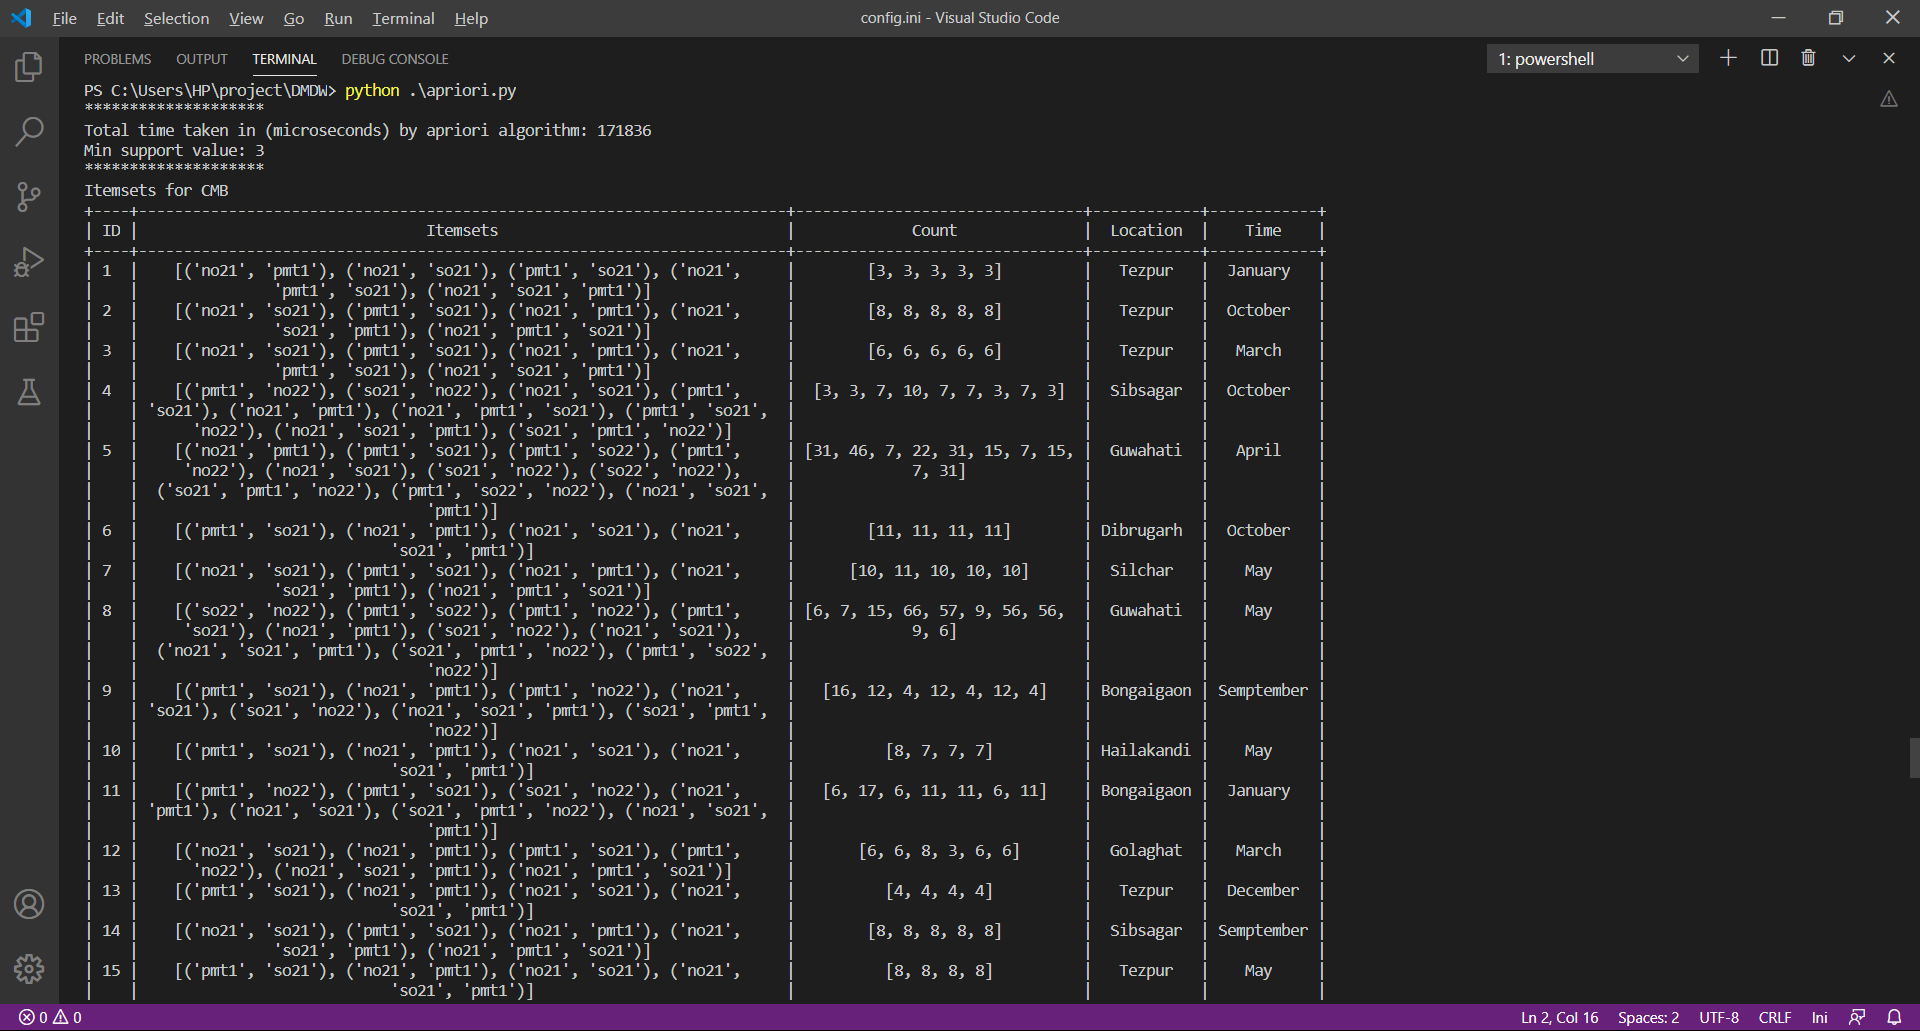 File Edit Selection View Go Run Terminal Help config.ini - Visual Studio Code
PROBLEMS OUTPUT TERMINAL DEBUG CONSOLE 1: powershell
PS C:\Users\HP\project\DMDW> python .\apriori.py
********************
Total time taken in (microseconds) by apriori algorithm: 171836
Min support value: 3
********************
Itemsets for CMB
+----+------------------------------------------------------------------------+--------------------------------+------------+------------+
| ID | Itemsets | Count | Location | Time |
+----+------------------------------------------------------------------------+--------------------------------+------------+------------+
| 1 | [('no21', 'pmt1'), ('no21', 'so21'), ('pmt1', 'so21'), ('no21', | [3, 3, 3, 3, 3] | Tezpur | January |
| | 'pmt1', 'so21'), ('no21', 'so21', 'pmt1')] | | | |
| 2 | [('no21', 'so21'), ('pmt1', 'so21'), ('no21', 'pmt1'), ('no21', | [8, 8, 8, 8, 8] | Tezpur | October |
| | 'so21', 'pmt1'), ('no21', 'pmt1', 'so21')] | | | |
| 3 | [('no21', 'so21'), ('pmt1', 'so21'), ('no21', 'pmt1'), ('no21', | [6, 6, 6, 6, 6] | Tezpur | March |
| | 'pmt1', 'so21'), ('no21', 'so21', 'pmt1')] | | | |
| 4 | [('pmt1', 'no22'), ('so21', 'no22'), ('no21', 'so21'), ('pmt1', | [3, 3, 7, 10, 7, 7, 3, 7, 3] | Sibsagar | October |
| | 'so21'), ('no21', 'pmt1'), ('no21', 'pmt1', 'so21'), ('pmt1', 'so21', | | | |
| | 'no22'), ('no21', 'so21', 'pmt1'), ('so21', 'pmt1', 'no22')] | | | |
| 5 | [('no21', 'pmt1'), ('pmt1', 'so21'), ('pmt1', 'so22'), ('pmt1', | [31, 46, 7, 22, 31, 15, 7, 15, | Guwahati | April |
| | 'no22'), ('no21', 'so21'), ('so21', 'no22'), ('so22', 'no22'), | 7, 31] | | |
| | ('so21', 'pmt1', 'no22'), ('pmt1', 'so22', 'no22'), ('no21', 'so21', | | | |
| | 'pmt1')] | | | |
| 6 | [('pmt1', 'so21'), ('no21', 'pmt1'), ('no21', 'so21'), ('no21', | [11, 11, 11, 11] | Dibrugarh | October |
| | 'so21', 'pmt1')] | | | |
| 7 | [('no21', 'so21'), ('pmt1', 'so21'), ('no21', 'pmt1'), ('no21', | [10, 11, 10, 10, 10] | Silchar | May |
| | 'so21', 'pmt1'), ('no21', 'pmt1', 'so21')] | | | |
| 8 | [('so22', 'no22'), ('pmt1', 'so22'), ('pmt1', 'no22'), ('pmt1', | [6, 7, 15, 66, 57, 9, 56, 56, | Guwahati | May |
| | 'so21'), ('no21', 'pmt1'), ('so21', 'no22'), ('no21', 'so21'), | 9, 6] | | |
| | ('no21', 'so21', 'pmt1'), ('so21', 'pmt1', 'no22'), ('pmt1', 'so22', | | | |
| | 'no22')] | | | |
| 9 | [('pmt1', 'so21'), ('no21', 'pmt1'), ('pmt1', 'no22'), ('no21', | [16, 12, 4, 12, 4, 12, 4] | Bongaigaon | Semptember |
| | 'so21'), ('so21', 'no22'), ('no21', 'so21', 'pmt1'), ('so21', 'pmt1', | | | |
| | 'no22')] | | | |
| 10 | [('pmt1', 'so21'), ('no21', 'pmt1'), ('no21', 'so21'), ('no21', | [8, 7, 7, 7] | Hailakandi | May |
| | 'so21', 'pmt1')] | | | |
| 11 | [('pmt1', 'no22'), ('pmt1', 'so21'), ('so21', 'no22'), ('no21', | [6, 17, 6, 11, 11, 6, 11] | Bongaigaon | January |
| | 'pmt1'), ('no21', 'so21'), ('so21', 'pmt1', 'no22'), ('no21', 'so21', | | | |
| | 'pmt1')] | | | |
| 12 | [('no21', 'so21'), ('no21', 'pmt1'), ('pmt1', 'so21'), ('pmt1', | [6, 6, 8, 3, 6, 6] | Golaghat | March |
| | 'no22'), ('no21', 'so21', 'pmt1'), ('no21', 'pmt1', 'so21')] | | | |
| 13 | [('pmt1', 'so21'), ('no21', 'pmt1'), ('no21', 'so21'), ('no21', | [4, 4, 4, 4] | Tezpur | December |
| | 'so21', 'pmt1')] | | | |
| 14 | [('no21', 'so21'), ('pmt1', 'so21'), ('no21', 'pmt1'), ('no21', | [8, 8, 8, 8, 8] | Sibsagar | Semptember |
| | 'so21', 'pmt1'), ('no21', 'pmt1', 'so21')] | | | |
| 15 | [('pmt1', 'so21'), ('no21', 'pmt1'), ('no21', 'so21'), ('no21', | [8, 8, 8, 8] | Tezpur | May |
| | 'so21', 'pmt1')] | | | |
0 0 Ln 2, Col 16 Spaces: 2 UTF-8 CRLF Ini